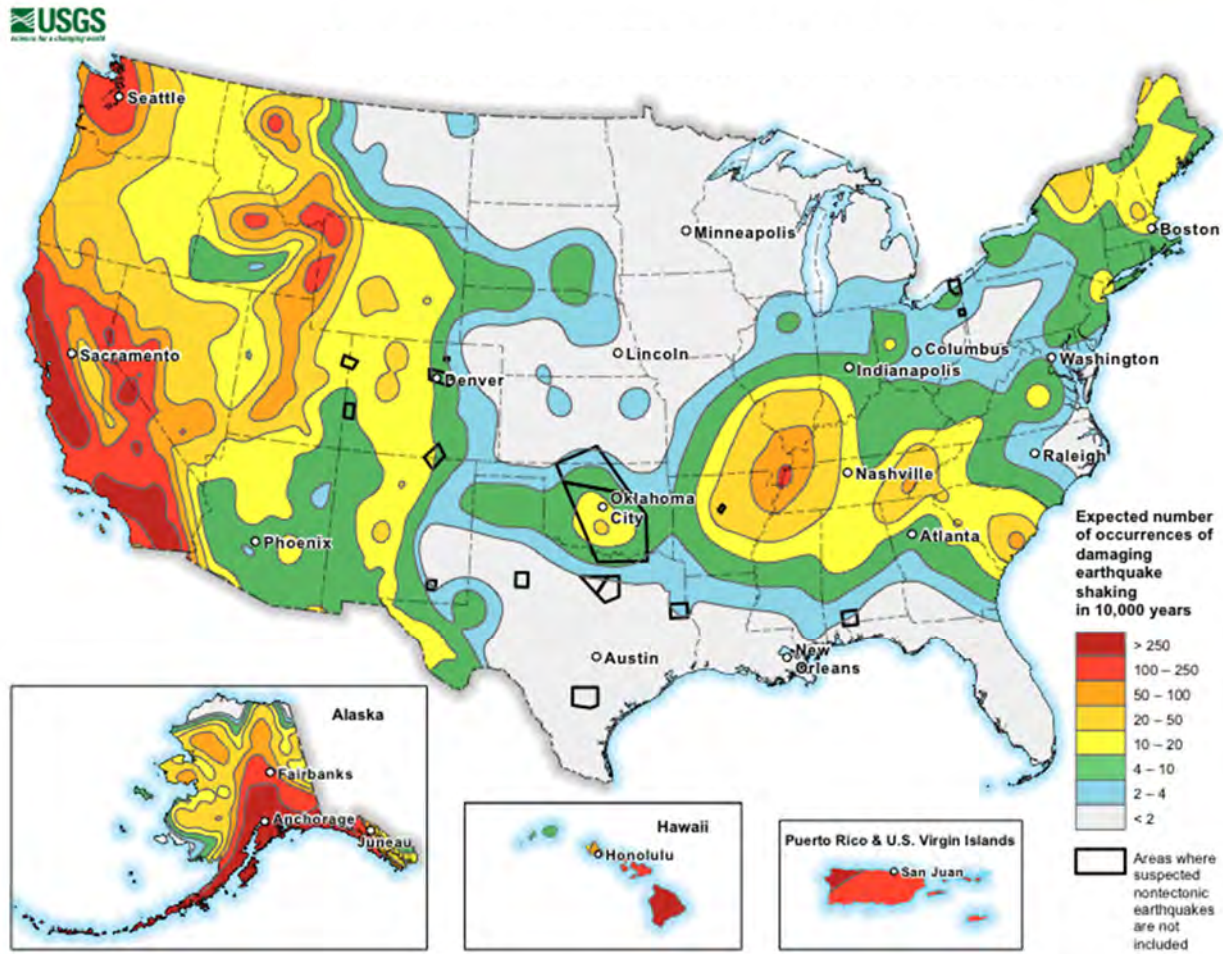 USGS
science for a changing world
Seattle
Minneapolis
Boston
Sacramento
Denver
Lincoln
Columbus
Washington
Indianapolis
Raleigh
Nashville
Oklahoma
City
Phoenix
Atlanta
Austin
New
Orleans
Expected number
of occurrences of
damaging
earthquake
shaking
in 10,000 years
> 250
100 – 250
50 – 100
20 – 50
10 – 20
4 – 10
2 – 4
< 2
Areas where
suspected
nontectonic
earthquakes
are not
included
Alaska
Fairbanks
Anchorage
Juneau
Hawaii
Honolulu
Puerto Rico & U.S. Virgin Islands
San Juan